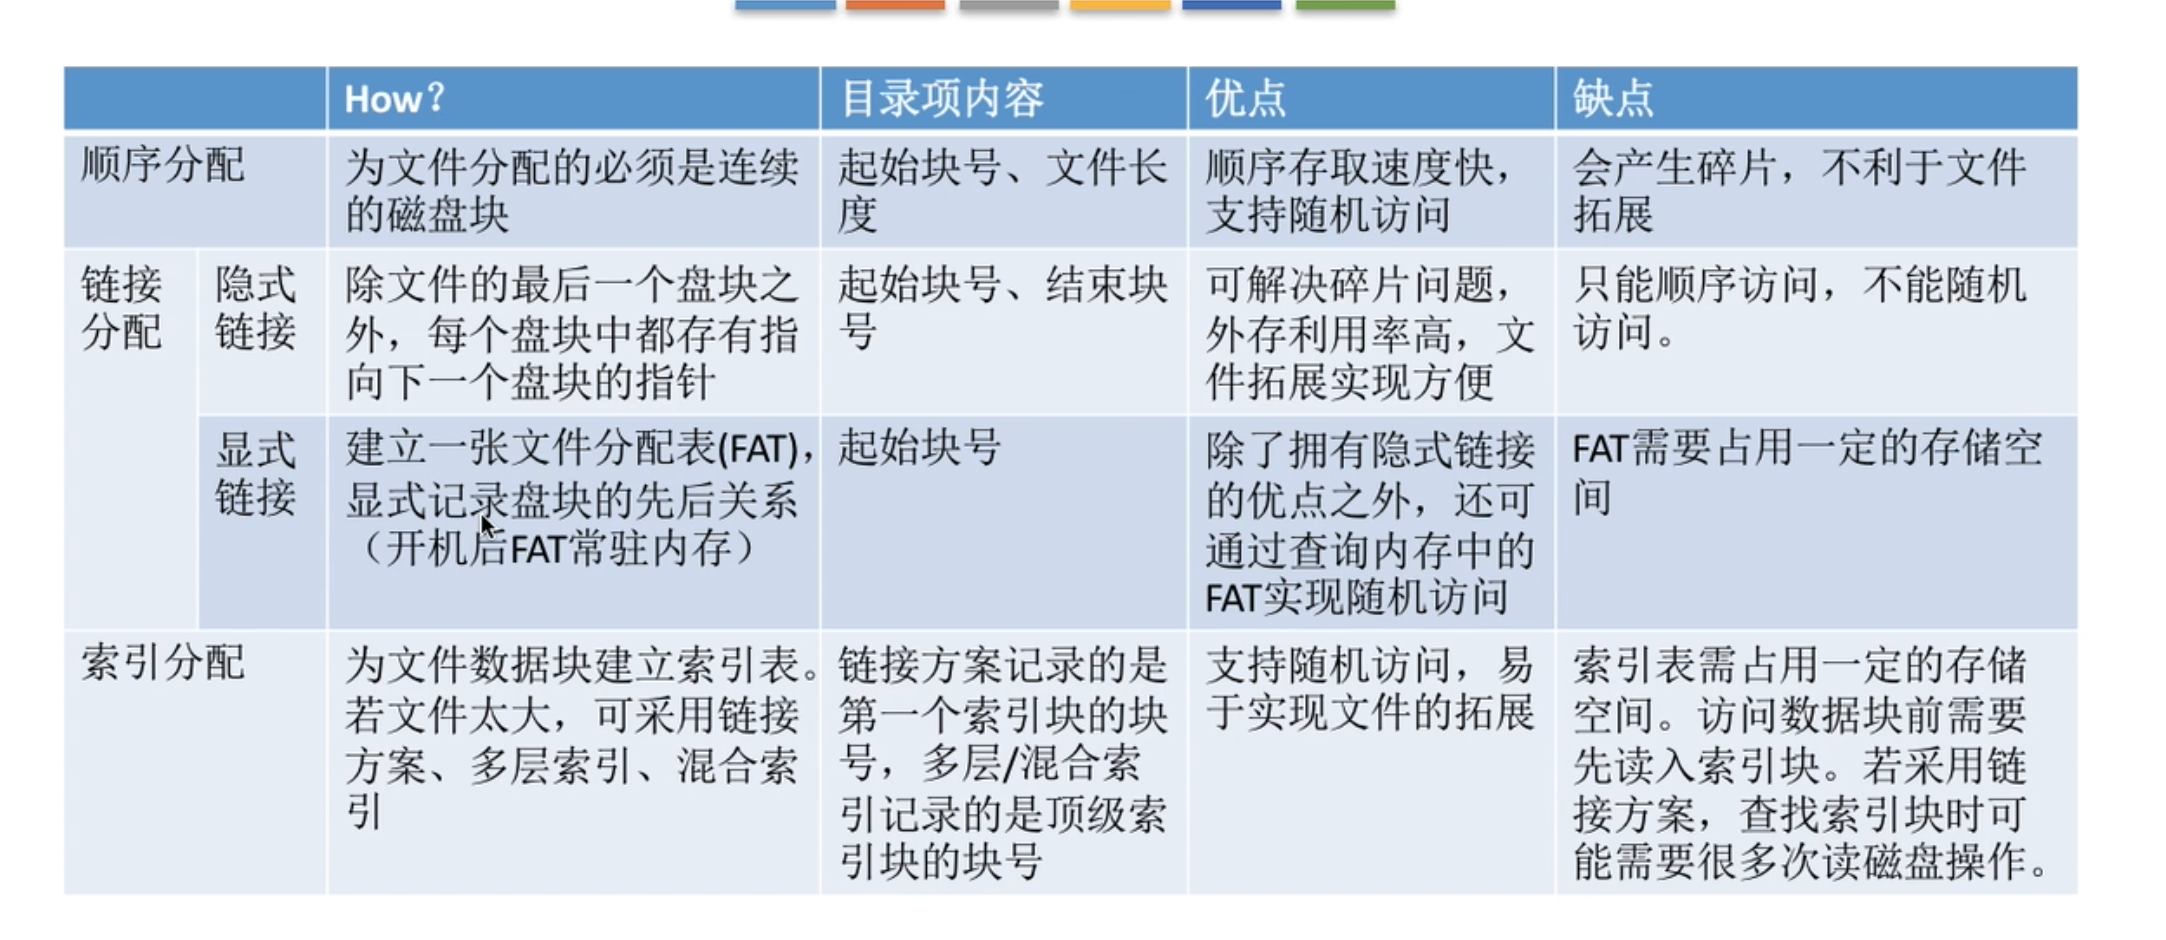 How？
目录项内容
优点
缺点
顺序分配
为文件分配的必须是连续
的磁盘块
起始块号、文件长
度
顺序存取速度快，
支持随机访问
会产生碎片，不利于文件
拓展
链接
分配
隐式
链接
除文件的最后一个盘块之
外，每个盘块中都存有指
向下一个盘块的指针
起始块号、结束块
号
可解决碎片问题，
外存利用率高，文
件拓展实现方便
只能顺序访问，不能随机
访问。
显式
链接
建立一张文件分配表(FAT)，
显式记录盘块的先后关系
（开机后FAT常驻内存）
起始块号
除了拥有隐式链接
的优点之外，还可
通过查询内存中的
FAT实现随机访问
FAT需要占用一定的存储空
间
索引分配
为文件数据块建立索引表。
若文件太大，可采用链接
方案、多层索引、混合索
引
链接方案记录的是
第一个索引块的块
号，多层/混合索
引记录的是顶级索
引块的块号
支持随机访问，易
于实现文件的拓展
索引表需占用一定的存储
空间。访问数据块前需要
先读入索引块。若采用链
接方案，查找索引块时可
能需要很多次读磁盘操作。